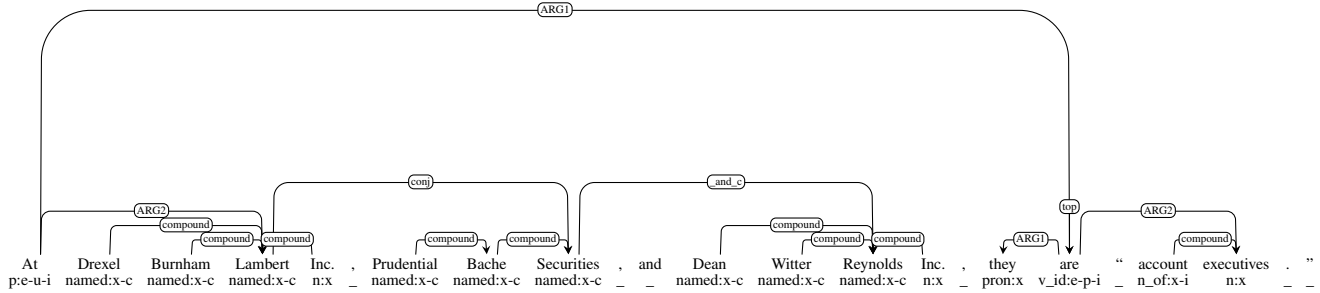 ARG1
conj _and_c
ARG2 top ARG2
compound compound
compound compound compound compound compound compound ARG1 compound
At Drexel Burnham Lambert Inc. , Prudential Bache Securities , and Dean Witter Reynolds Inc. , they are “ account executives . ”
p:e-u-i named:x-c named:x-c named:x-c n:x _ named:x-c named:x-c named:x-c _ _ named:x-c named:x-c named:x-c n:x _ pron:x v_id:e-p-i _ n_of:x-i n:x _ _